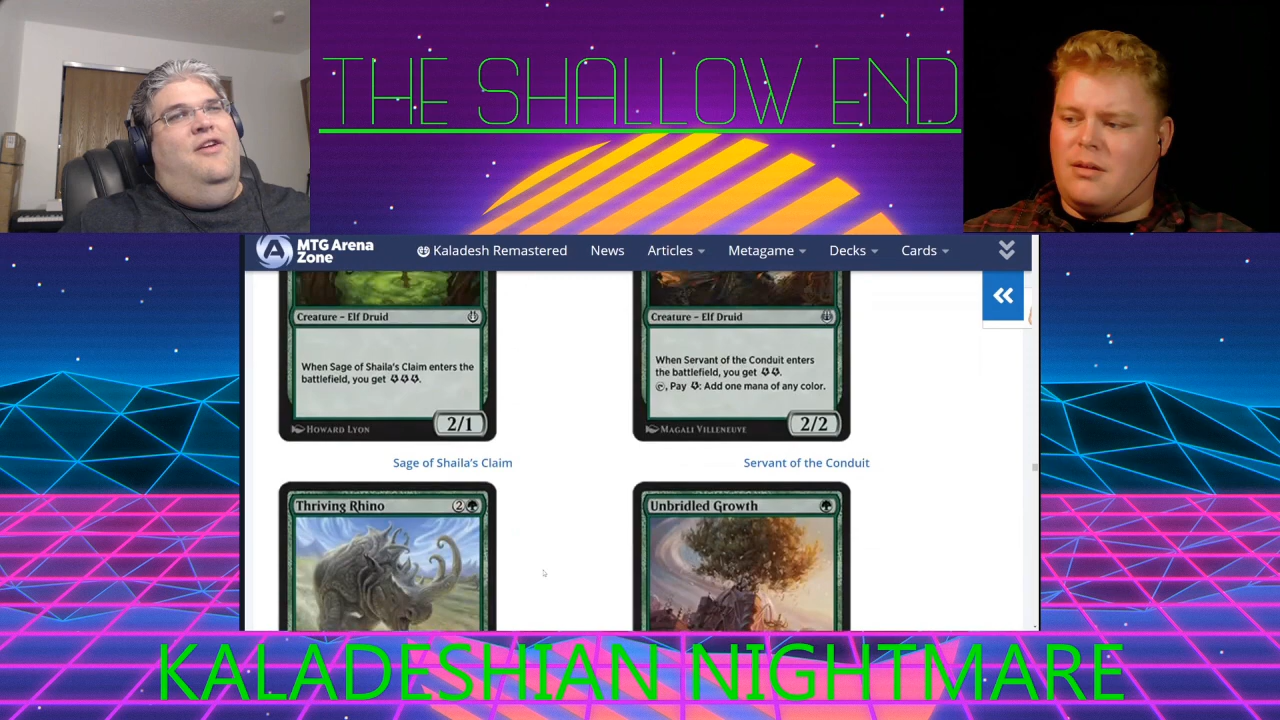 THE SHALLOW END
MTG Arena
Zone
Kaladesh Remastered
News
Articles
Metagame
Decks
Cards
Creature – Elf Druid
When Sage of Shaila's Claim enters the
battlefield, you get
2/1
HOWARD LYON
Sage of Shaila's Claim
Creature – Elf Druid
When Servant of the Conduit enters
the battlefield, you get
, Pay : Add one mana of any color.
2/2
MAGALI VILLENEUVE
Servant of the Conduit
Thriving Rhino 2
Unbridled Growth
KALADESHIAN NIGHTMARE